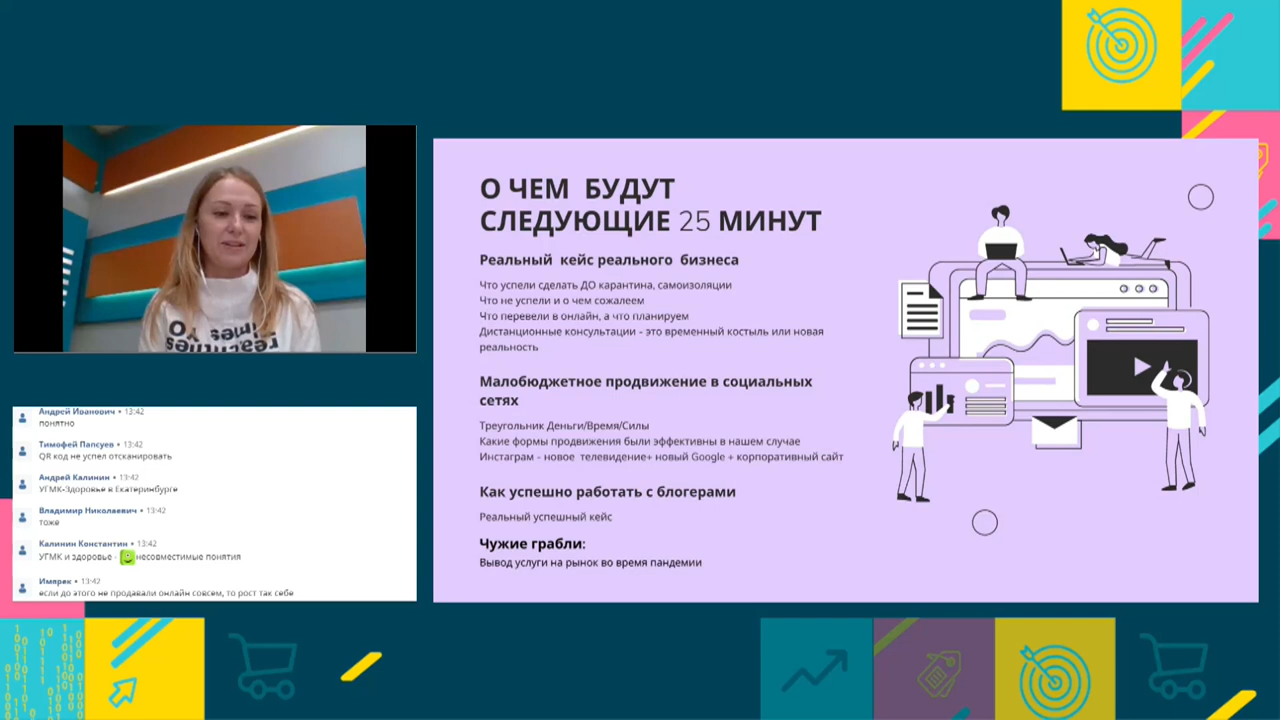 О ЧЕМ БУДУТ
СЛЕДУЮЩИЕ 25 МИНУТ
Реальный кейс реального бизнеса
Что успели сделать ДО карантина, самоизоляции
Что не успели и о чем сожалеем
Что перевели в онлайн, а что планируем
Дистанционные консультации - это временный костыль или новая
реальность
Малобюджетное продвижение в социальных
сетях
Треугольник Деньги/Время/Силы
Какие формы продвижения были эффективны в нашем случае
Инстаграм - новое телевидение+ новый Google + корпоративный сайт
Как успешно работать с блогерами
Реальный успешный кейс
Чужие грабли:
Вывод услуги на рынок во время пандемии
Андрей Иванович • 13:42
понятно
Тимофей Папсуев • 13:42
QR код не успел отсканировать
Андрей Калинин • 13:42
УГМК-Здоровье в Екатеринбурге
Владимир Николаевич • 13:42
тоже
Калинин Константин • 13:42
УГМК и здоровье - несовместимые понятия
Имярек • 13:42
если до этого не продавали онлайн совсем, то рост так себе